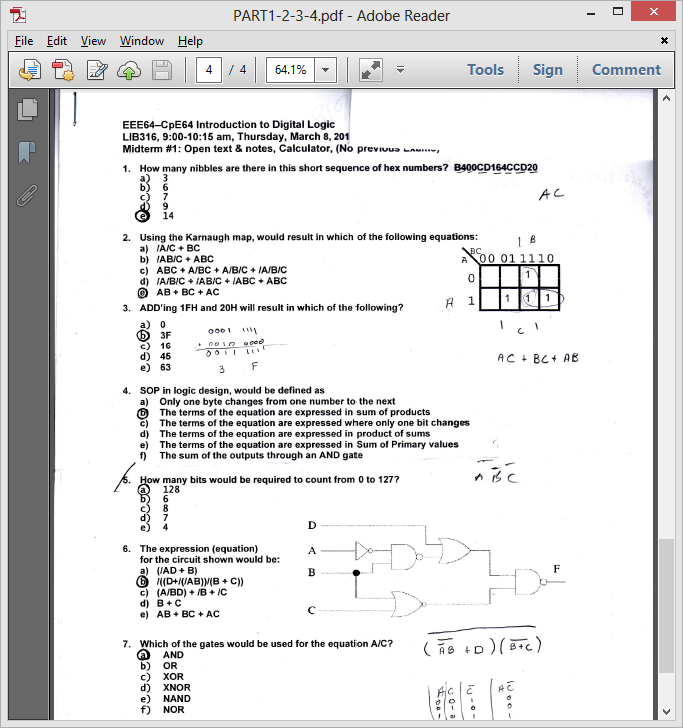 PART1-2-3-4.pdf - Adobe Reader
File Edit View Window Help
4 / 4 64.1% Tools Sign Comment
EEE64–CpE64 Introduction to Digital Logic
LIB316, 9:00-10:15 am, Thursday, March 8, 201
Midterm #1: Open text & notes, Calculator, (No previous
1. How many nibbles are there in this short sequence of hex numbers? B400CD164CCD20
a) 3
b) 6
c) 7
d) 9
e) 14
AC
2. Using the Karnaugh map, would result in which of the following equations:
a) /A/C + BC
b) /AB/C + ABC
c) ABC + A/BC + A/B/C + /A/B/C
d) /A/B/C + /AB/C + /ABC + ABC
e) AB + BC + AC
B
BC
A 00 01 11 10
0 1
A 1 1 1 1
C
AC + BC + AB
3. ADD'ing 1FH and 20H will result in which of the following?
a) 0
b) 3F
c) 16
d) 45
e) 63
0001 1111
+ 0010 0000
0011 1111
3 F
4. SOP in logic design, would be defined as
a) Only one byte changes from one number to the next
b) The terms of the equation are expressed in sum of products
c) The terms of the equation are expressed where only one bit changes
d) The terms of the equation are expressed in product of sums
e) The terms of the equation are expressed in Sum of Primary values
f) The sum of the outputs through an AND gate
A B̅ C̅
5. How many bits would be required to count from 0 to 127?
a) 128
b) 6
c) 8
d) 7
e) 4
6. The expression (equation)
for the circuit shown would be:
a) (/AD + B)
b) /((D+/(/AB))/(B + C))
c) (A/BD) + /B + /C
d) B + C
e) AB + BC + AC
D
A
B
C
F
7. Which of the gates would be used for the equation A/C?
a) AND
b) OR
c) XOR
d) XNOR
e) NAND
f) NOR
(A̅B + D)(B+C)
A C C̅ AC̅